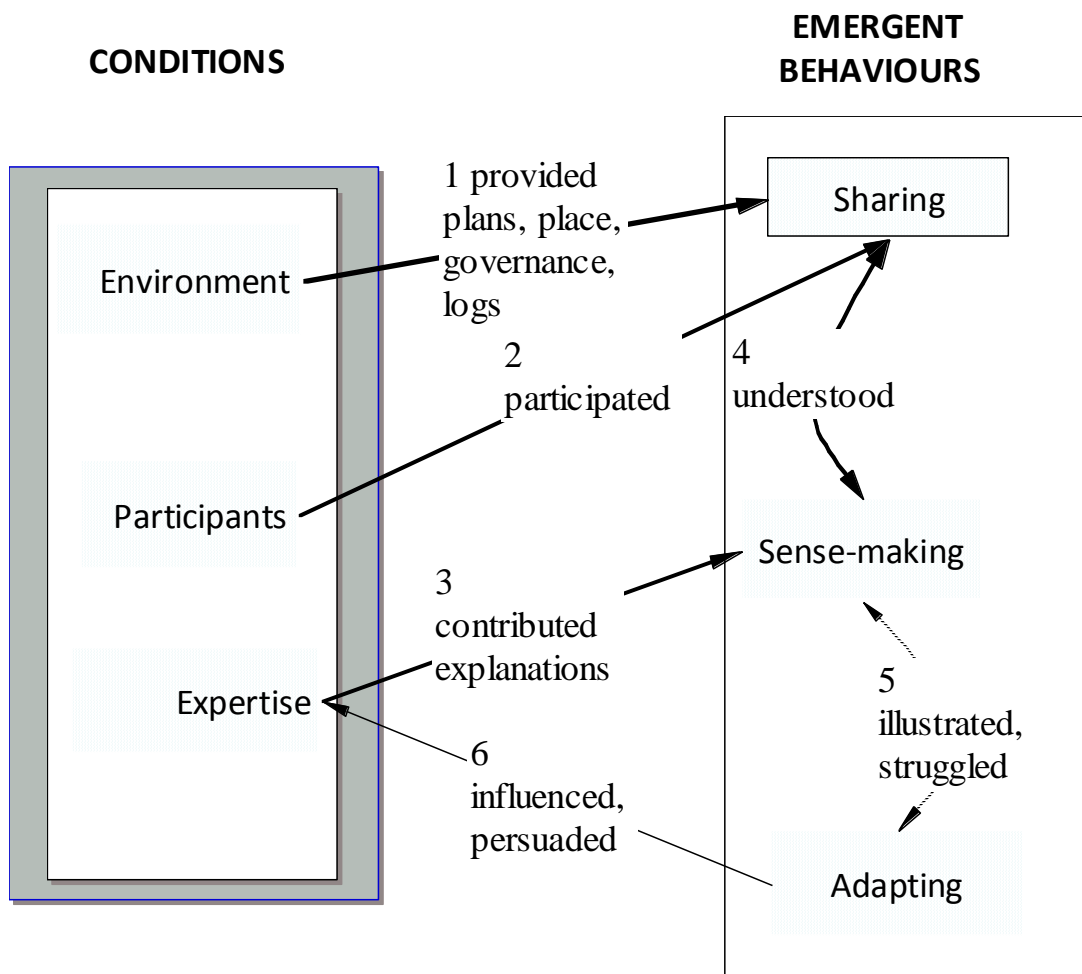 CONDITIONS
EMERGENT
BEHAVIOURS
1 provided
plans, place,
governance,
logs
Sharing
Environment
2
participated
4
understood
Participants
Sense-making
3
contributed
explanations
Expertise
5
illustrated,
struggled
6
influenced,
persuaded
Adapting